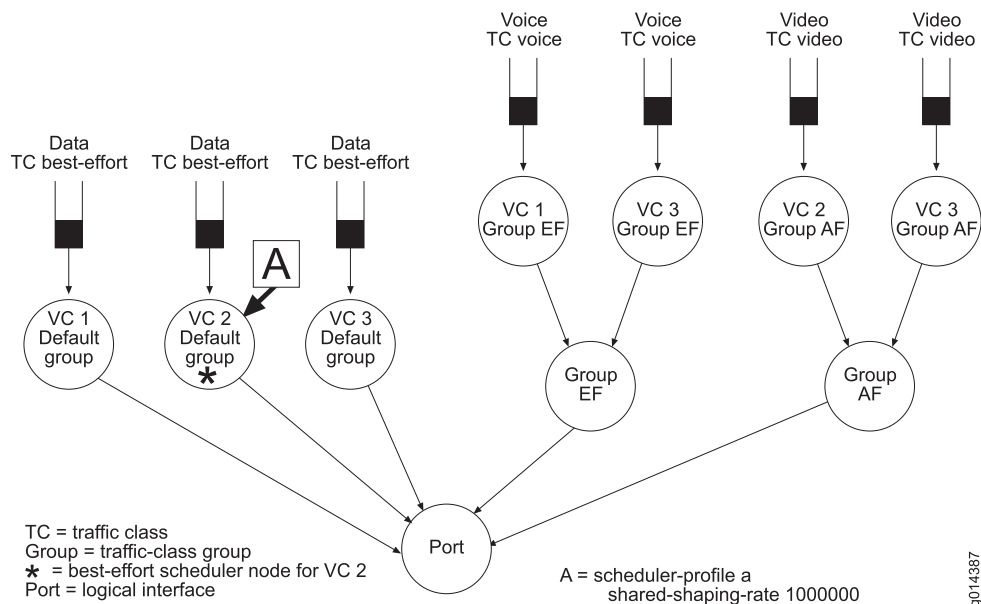 Voice
TC voice
Voice
TC voice
Video
TC video
Video
TC video
Data
TC best-effort
Data
TC best-effort
Data
TC best-effort
VC 1
Group EF
VC 3
Group EF
VC 2
Group AF
VC 3
Group AF
A
VC 1
Default
group
VC 2
Default
group
*
VC 3
Default
group
Group
EF
Group
AF
Port
TC = traffic class
Group = traffic-class group
* = best-effort scheduler node for VC 2
Port = logical interface
A = scheduler-profile a
shared-shaping-rate 1000000
g014387